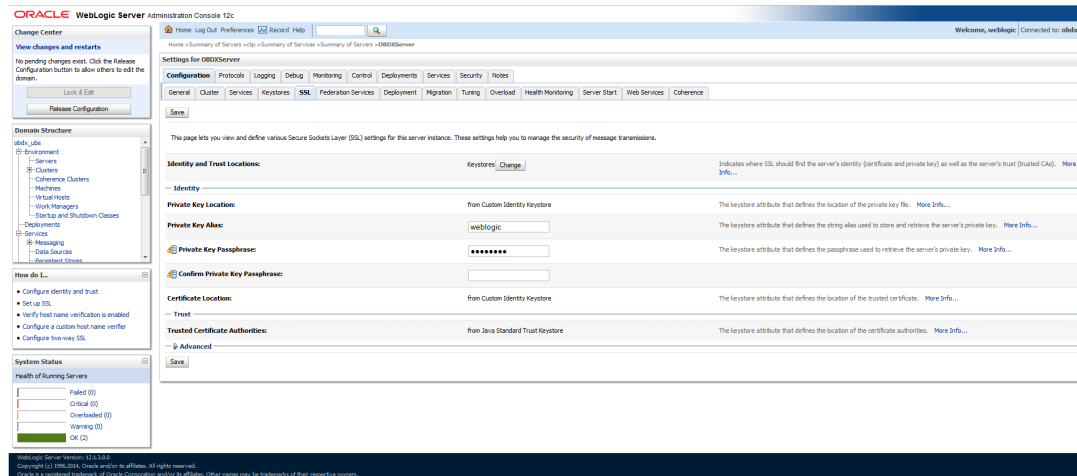 ORACLE WebLogic Server Administration Console 12c
Change Center
View changes and restarts
No pending changes exist. Click the Release
Configuration button to allow others to edit the
domain.
Lock & Edit
Release Configuration
Domain Structure
obdx_ubs
Environment
Servers
Clusters
Coherence Clusters
Machines
Virtual Hosts
Work Managers
Startup and Shutdown Classes
Deployments
Services
Messaging
Data Sources
Persistent Stores
How do I...
Configure identity and trust
Set up SSL
Verify host name verification is enabled
Configure a custom host name verifier
Configure two-way SSL
System Status
Health of Running Servers
Failed (0)
Critical (0)
Overloaded (0)
Warning (0)
OK (2)
Home Log Out Preferences Record Help
Welcome, weblogic Connected to: obdx
Home >Summary of Servers >clip >Summary of Services >Summary of Servers >OBDXServer
Settings for OBDXServer
Configuration Protocols Logging Debug Monitoring Control Deployments Services Security Notes
General Cluster Services Keystores SSL Federation Services Deployment Migration Tuning Overload Health Monitoring Server Start Web Services Coherence
Save
This page lets you view and define various Secure Sockets Layer (SSL) settings for this server instance. These settings help you to manage the security of message transmissions.
Identity and Trust Locations: Keystores Change Indicates where SSL should find the server's identity (certificate and private key) as well as the server's trust (trusted CAs). More
Info...
Identity
Private Key Location: from Custom Identity Keystore The keystore attribute that defines the location of the private key file. More Info...
Private Key Alias: weblogic The keystore attribute that defines the string alias used to store and retrieve the server's private key. More Info...
Private Key Passphrase: ●●●●●●●● The keystore attribute that defines the passphrase used to retrieve the server's private key. More Info...
Confirm Private Key Passphrase:
Certificate Location: from Custom Identity Keystore The keystore attribute that defines the location of the trusted certificate. More Info...
Trust
Trusted Certificate Authorities: from Java Standard Trust Keystore The keystore attribute that defines the location of the certificate authorities. More Info...
Advanced
Save
WebLogic Server Version: 12.1.3.0.0
Copyright (c) 1996,2014, Oracle and/or its affiliates. All rights reserved.
Oracle is a registered trademark of Oracle Corporation and/or its affiliates. Other names may be trademarks of their respective owners.